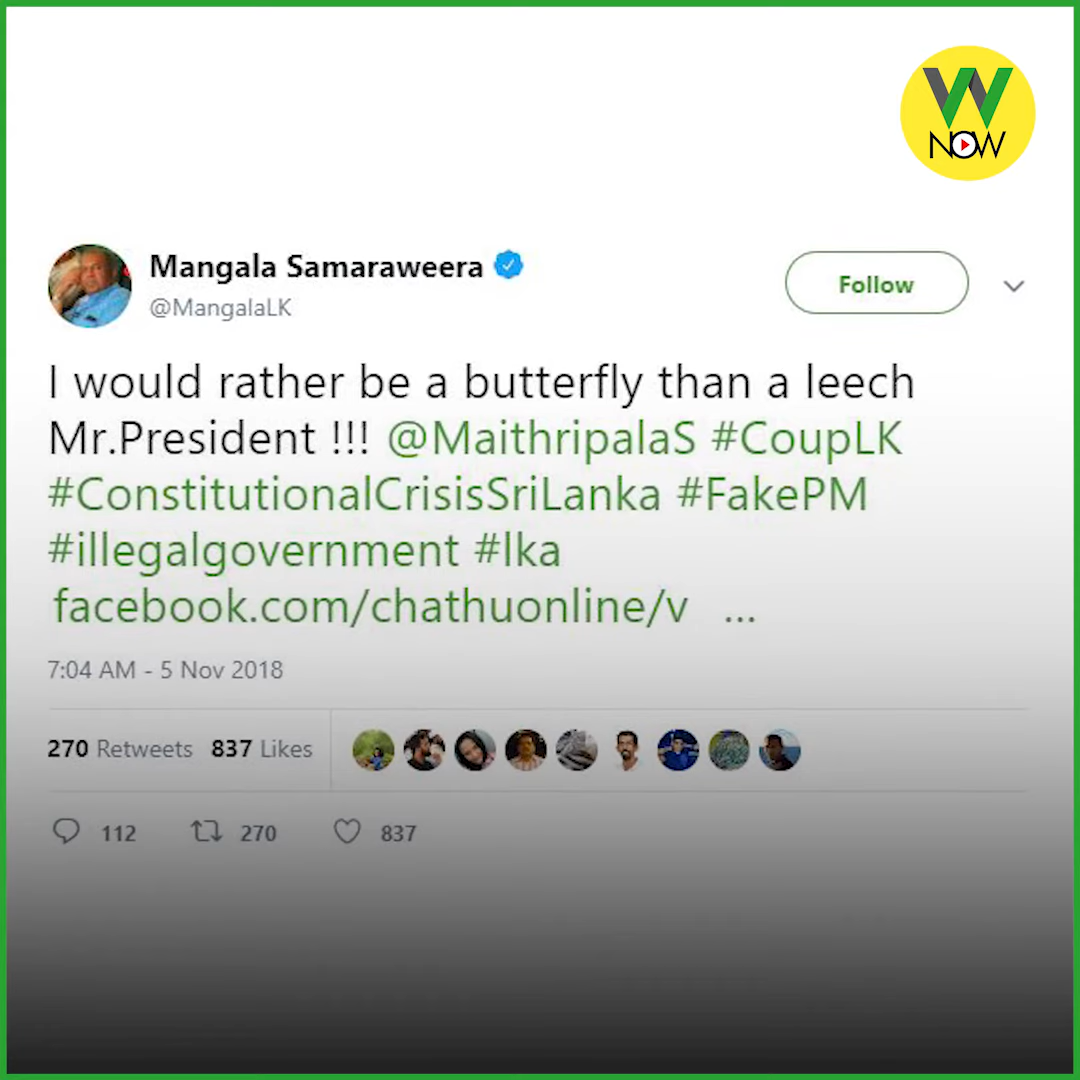 W
NOW
Mangala Samaraweera
@MangalaLK
Follow
I would rather be a butterfly than a leech
Mr.President !!! @MaithripalaS #CoupLK
#ConstitutionalCrisisSriLanka #FakePM
#illegalgovernment #lka
facebook.com/chathuonline/v ...
7:04 AM - 5 Nov 2018
270 Retweets 837 Likes
112 270 837